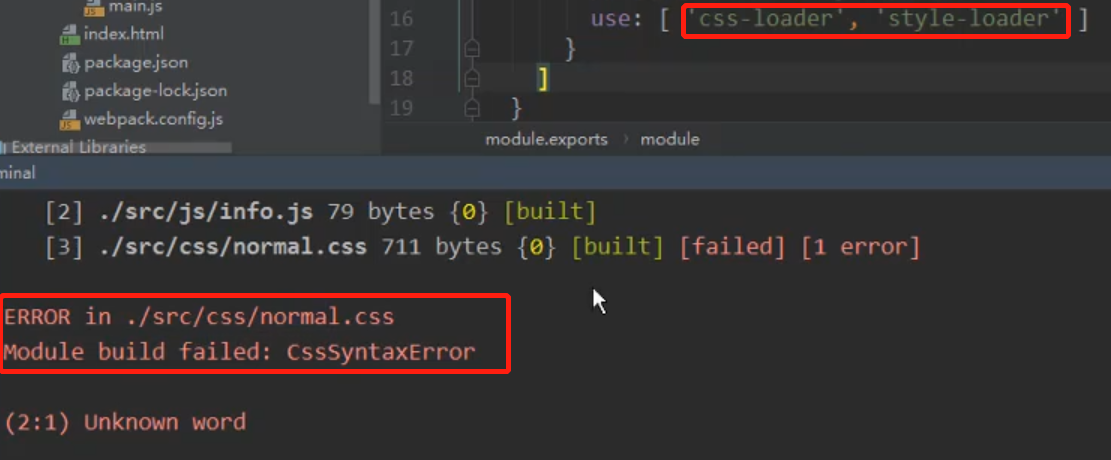 main.js
index.html
package.json
package-lock.json
webpack.config.js
External Libraries
16 use: [ 'css-loader', 'style-loader' ]
17 }
18 ]
19 }
module.exports › module
minal
[2] ./src/js/info.js 79 bytes {0} [built]
[3] ./src/css/normal.css 711 bytes {0} [built] [failed] [1 error]
ERROR in ./src/css/normal.css
Module build failed: CssSyntaxError
(2:1) Unknown word